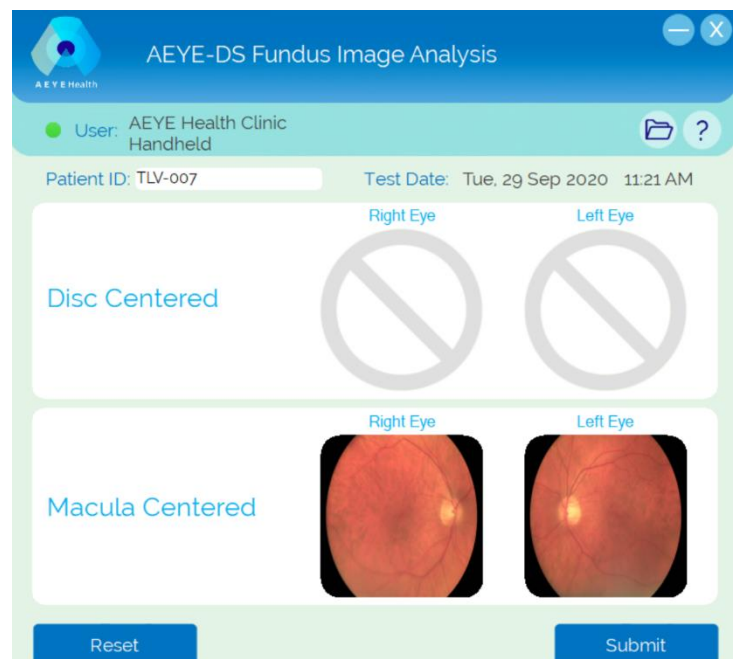 AEYE-DS Fundus Image Analysis
— X
AEYE Health
User: AEYE Health Clinic
Handheld
?
Patient ID: TLV-007 Test Date: Tue, 29 Sep 2020 11:21 AM
Right Eye Left Eye
Disc Centered
Right Eye Left Eye
Macula Centered
Reset Submit